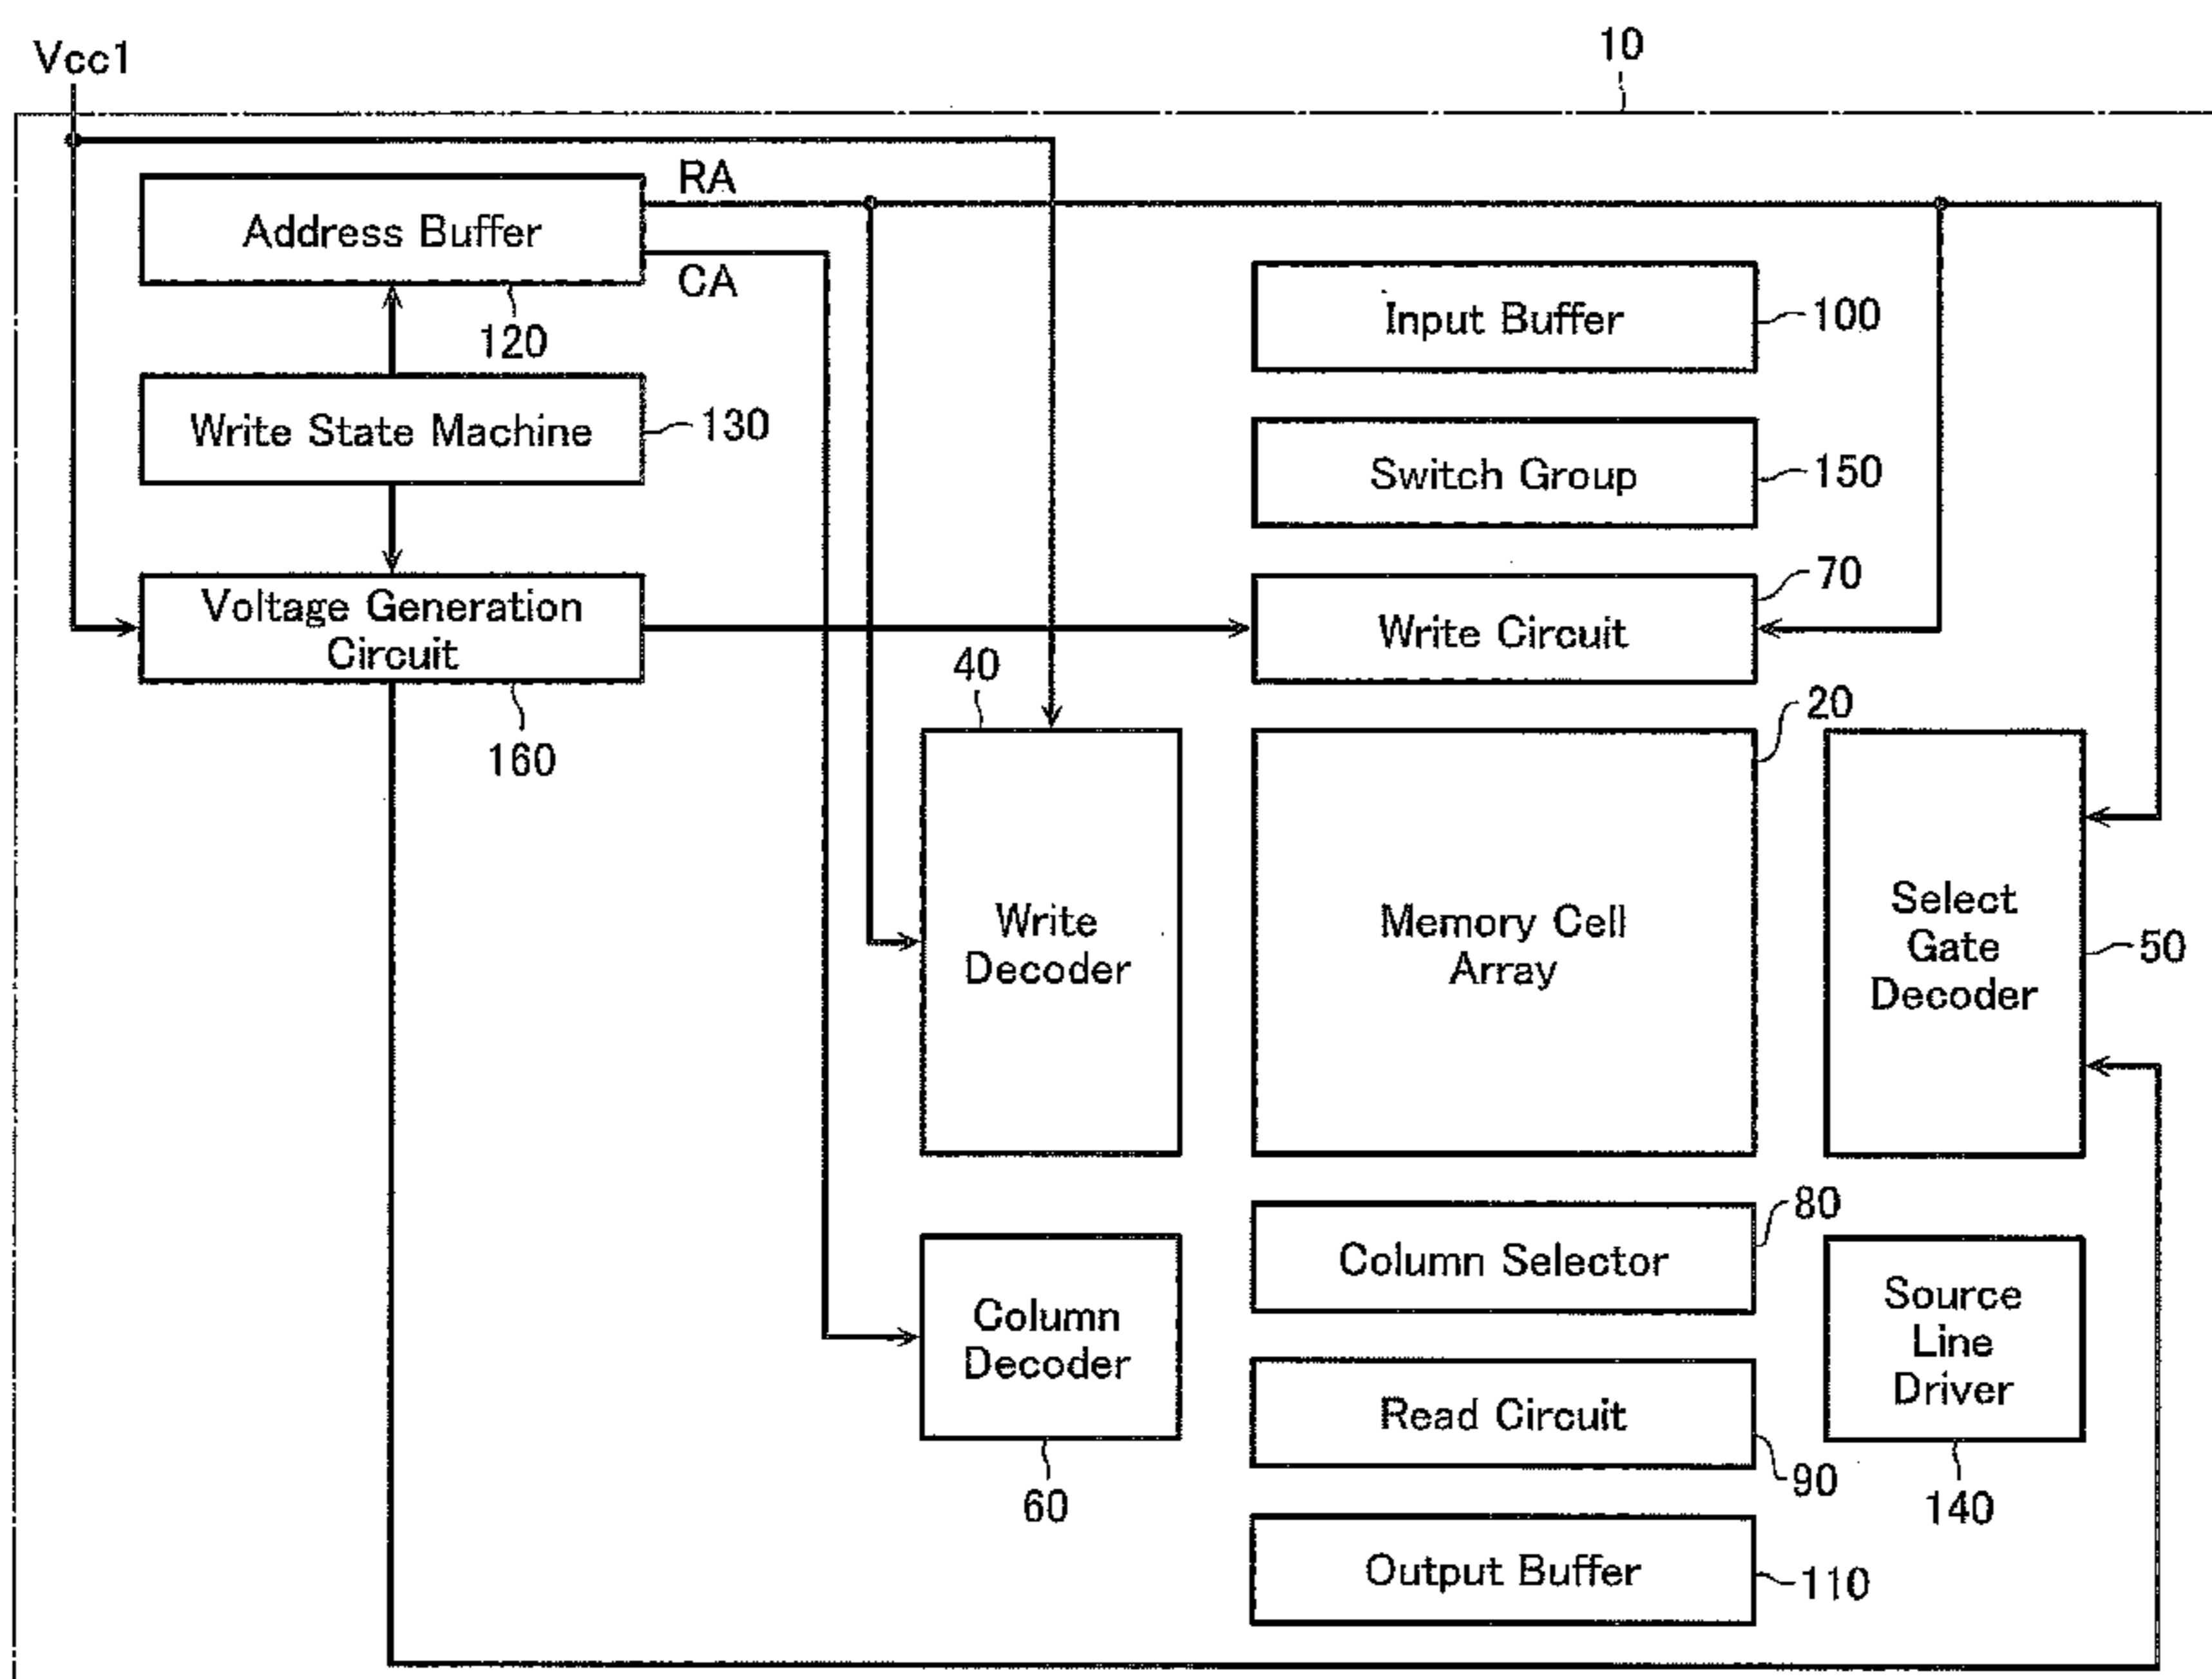 Vcc1
10
RA
Address Buffer
CA
120
Input Buffer
100
Write State Machine
130
Switch Group
150
Voltage Generation
Circuit
160
70
Write Circuit
40
20
Write
Decoder
Memory Cell
Array
Select
Gate
Decoder
50
80
Column Selector
Column
Decoder
60
Source
Line
Driver
140
Read Circuit
90
Output Buffer
110